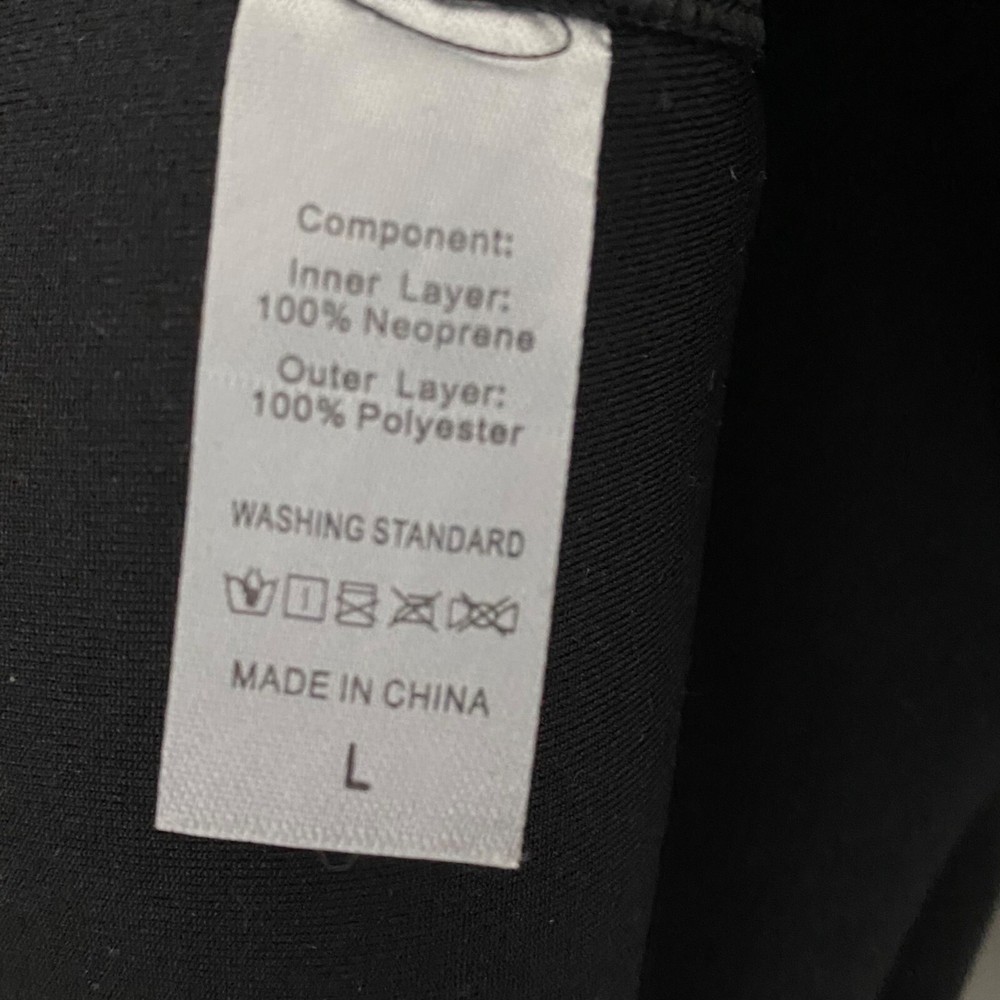 Component:
Inner Layer:
100% Neoprene
Outer Layer:
100% Polyester
WASHING STANDARD
MADE IN CHINA
L